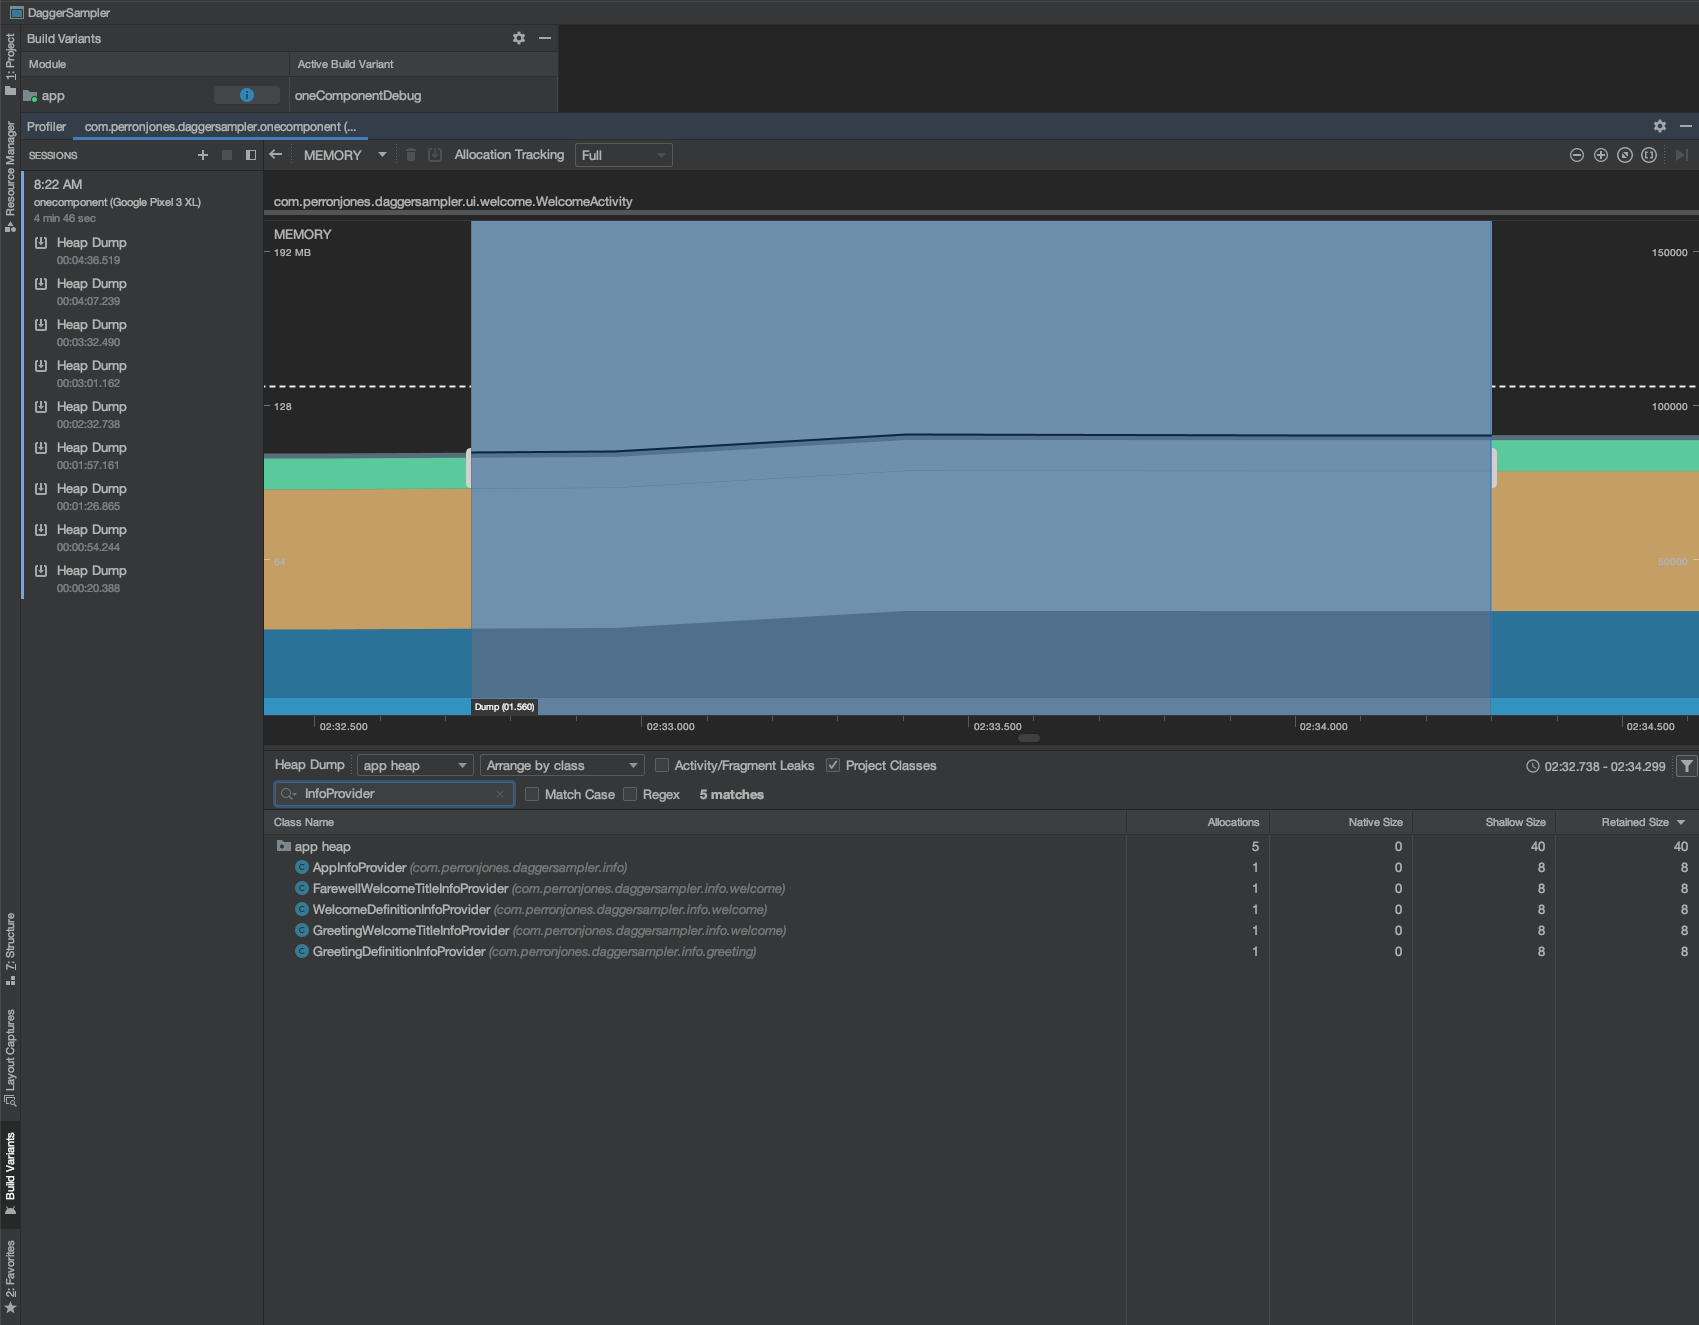 DaggerSampler
Build Variants
Module
Active Build Variant
app
oneComponentDebug
Profiler
com.perronjones.daggersampler.onecomponent (...
SESSIONS
MEMORY
Allocation Tracking
Full
8:22 AM
onecomponent (Google Pixel 3 XL)
4 min 46 sec
Heap Dump
00:04:36.519
Heap Dump
00:04:07.239
Heap Dump
00:03:32.490
Heap Dump
00:03:01.162
Heap Dump
00:02:32.738
Heap Dump
00:01:57.161
Heap Dump
00:01:26.865
Heap Dump
00:00:54.244
Heap Dump
00:00:20.388
com.perronjones.daggersampler.ui.welcome.WelcomeActivity
MEMORY
192 MB
150000
128
100000
64
50000
Dump (01.560)
02:32.500
02:33.000
02:33.500
02:34.000
02:34.500
Heap Dump
app heap
Arrange by class
Activity/Fragment Leaks
Project Classes
02:32.738 - 02:34.299
InfoProvider
Match Case
Regex
5 matches
Class Name
Allocations
Native Size
Shallow Size
Retained Size
app heap 5 0 40 40
AppInfoProvider (com.perronjones.daggersampler.info) 1 0 8 8
FarewellWelcomeTitleInfoProvider (com.perronjones.daggersampler.info.welcome) 1 0 8 8
WelcomeDefinitionInfoProvider (com.perronjones.daggersampler.info.welcome) 1 0 8 8
GreetingWelcomeTitleInfoProvider (com.perronjones.daggersampler.info.welcome) 1 0 8 8
GreetingDefinitionInfoProvider (com.perronjones.daggersampler.info.greeting) 1 0 8 8
1: Project
Resource Manager
7: Structure
Layout Captures
Build Variants
2: Favorites